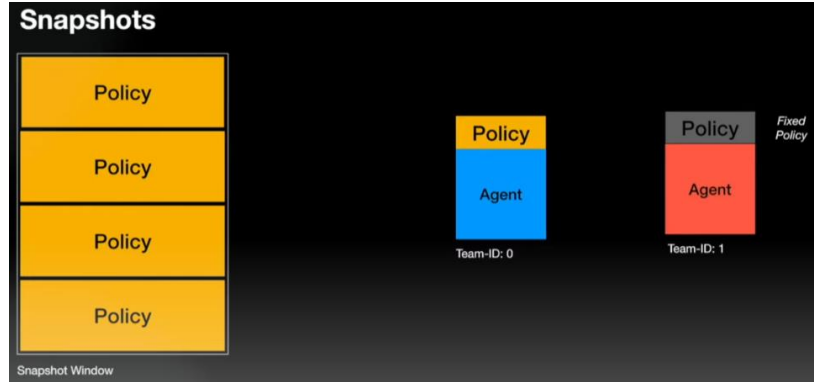 Snapshots
Policy
Policy
Policy
Policy
Snapshot Window
Policy
Agent
Team-ID: 0
Policy
Agent
Team-ID: 1
Fixed
Policy